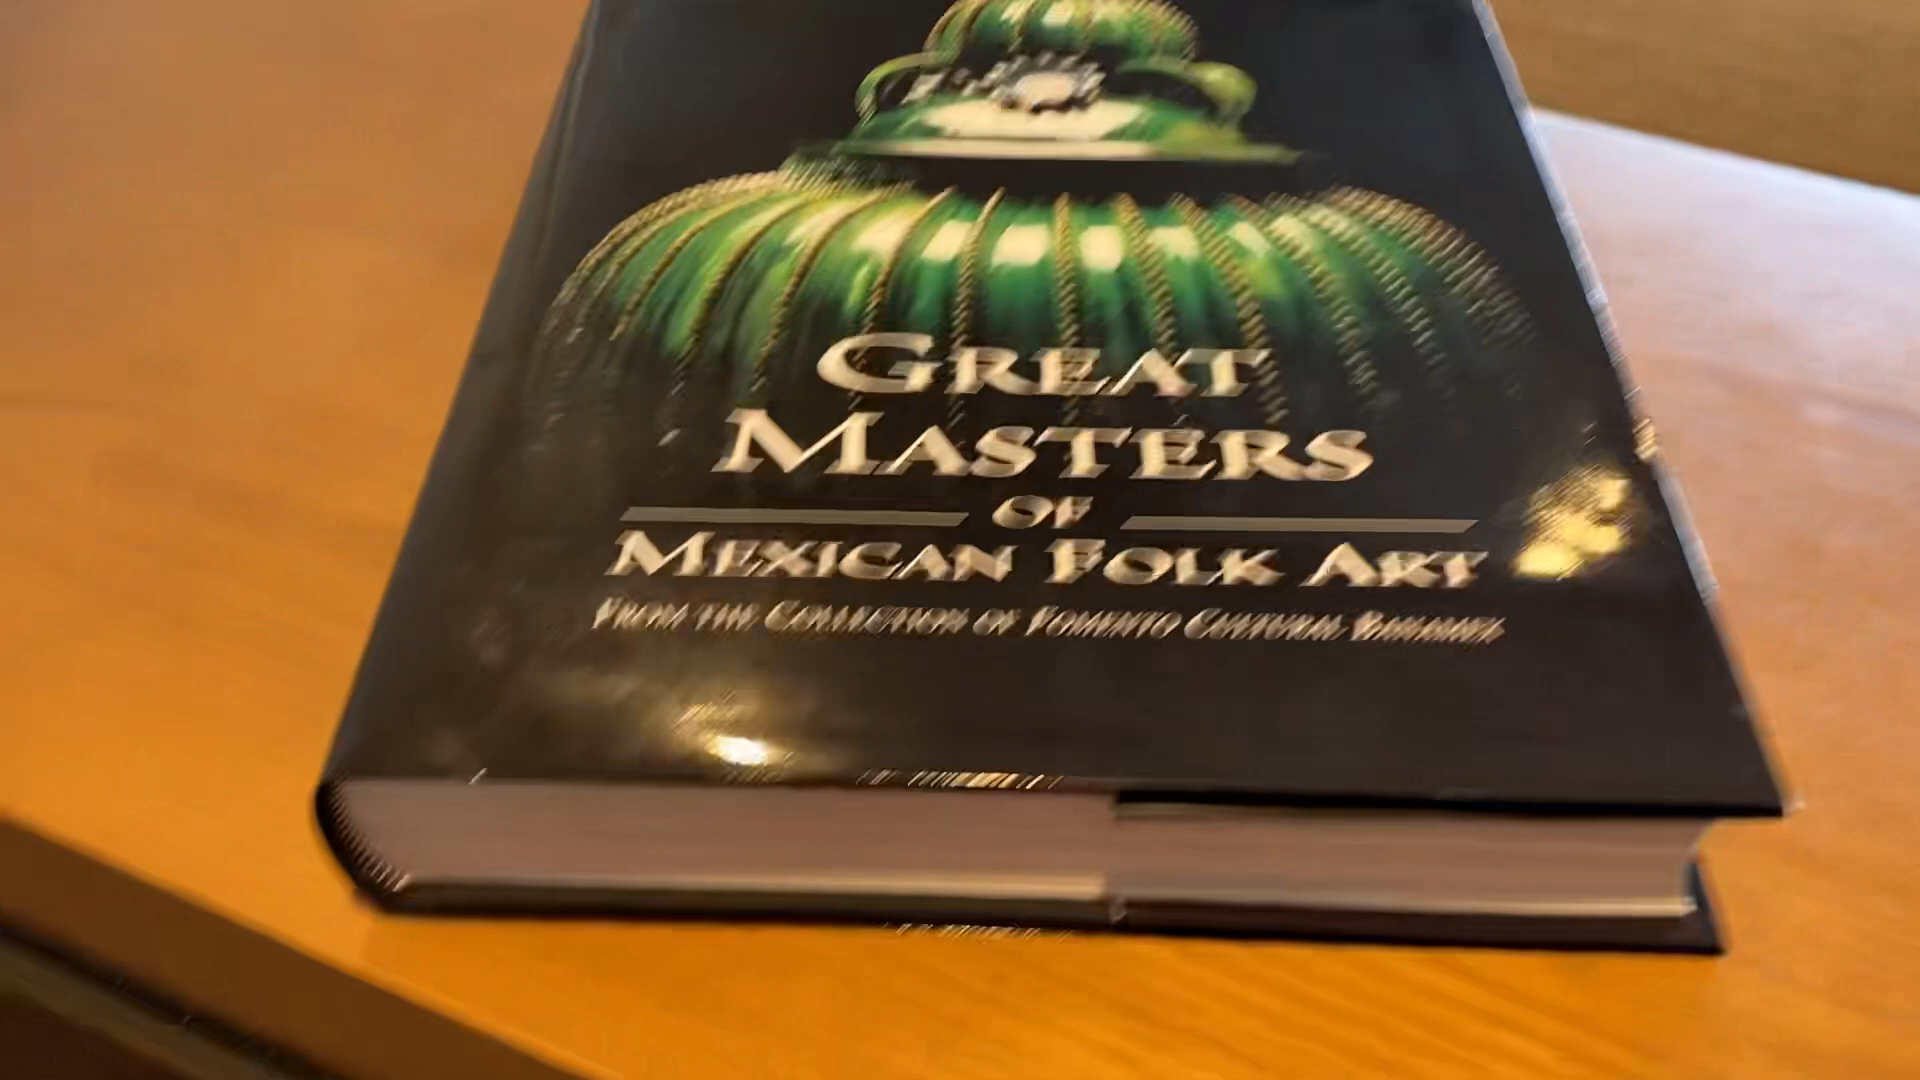 GREAT
MASTERS
OF
MEXICAN FOLK ART
FROM THE COLLECTION OF FOMENTO CULTURAL BANAMEX